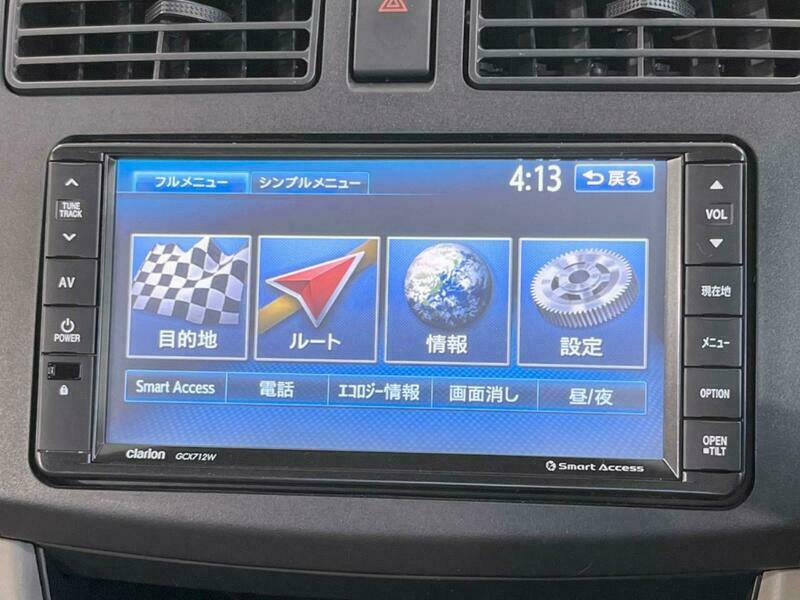 フルメニュー シンプルメニュー 4:13 戻る
TUNE
TRACK
AV
POWER
目的地 ルート 情報 設定
Smart Access 電話 エコロジー情報 画面消し 昼/夜
VOL
現在地
メニュー
OPTION
OPEN
TILT
clarion GCX712W Smart Access